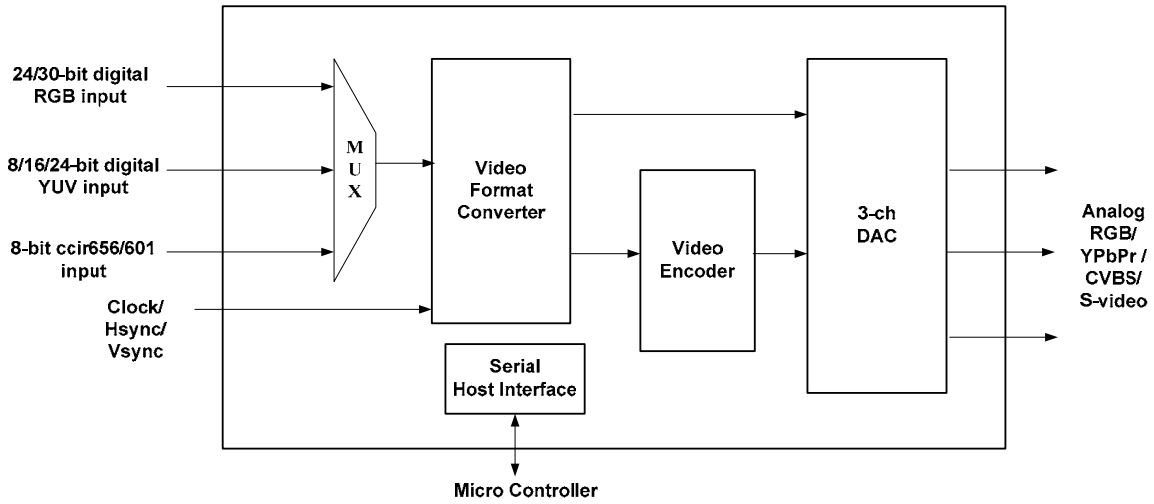 24/30-bit digital
RGB input
8/16/24-bit digital
YUV input
8-bit ccir656/601
input
Clock/
Hsync/
Vsync
M
U
X
Video
Format
Converter
Serial
Host Interface
Micro Controller
Video
Encoder
3-ch
DAC
Analog
RGB/
YPbPr /
CVBS/
S-video